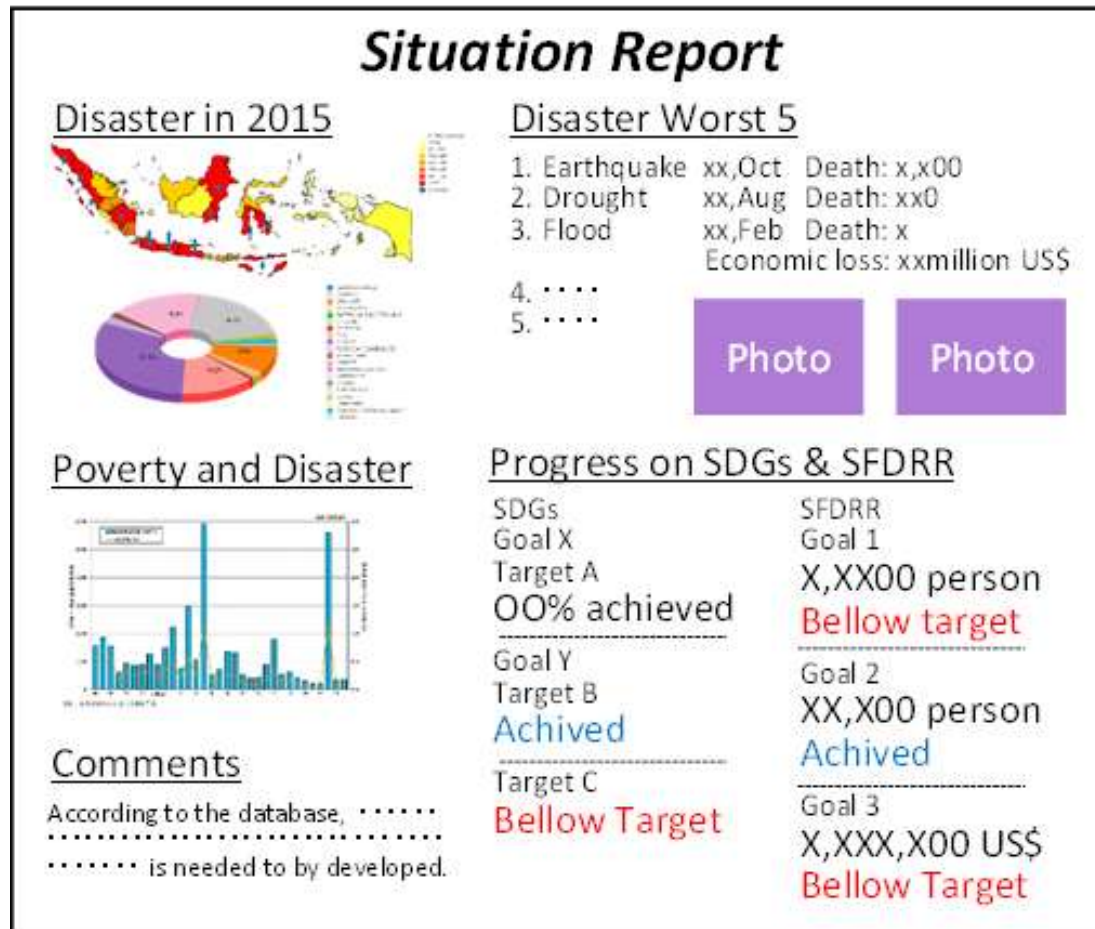 Situation Report
Disaster in 2015
Disaster Worst 5
1. Earthquake xx,Oct Death: x,x00
2. Drought xx,Aug Death: xx0
3. Flood xx,Feb Death: x
Economic loss: xxmillion US$
4. ....
5. ....
Photo
Photo
Poverty and Disaster
Progress on SDGs & SFDRR
SDGs
Goal X
Target A
OO% achieved
Goal Y
Target B
Achived
Target C
Bellow Target
SFDRR
Goal 1
X,XX00 person
Bellow target
Goal 2
XX,X00 person
Achived
Goal 3
X,XXX,X00 US$
Bellow Target
Comments
According to the database, ......
....... is needed to by developed.